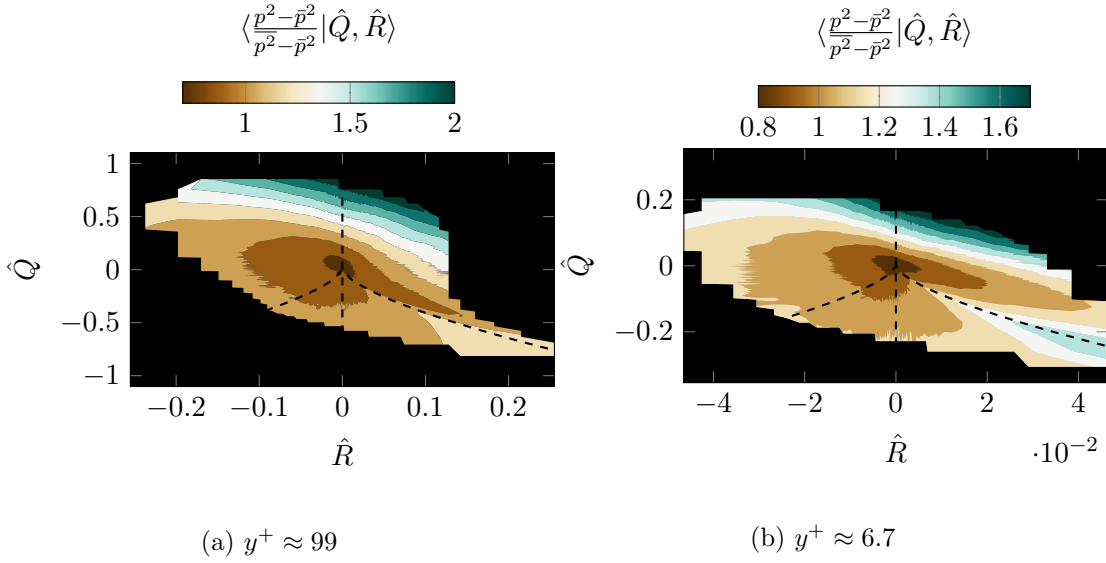 ⟨(p² − p̄²)/(\overline{p²} − p̄²)|Q̂, R̂⟩
1 1.5 2
1
0.5
0
−0.5
−1
Q̂
−0.2 −0.1 0 0.1 0.2
R̂
(a) y⁺ ≈ 99
⟨(p² − p̄²)/(\overline{p²} − p̄²)|Q̂, R̂⟩
0.8 1 1.2 1.4 1.6
0.2
0
−0.2
Q̂
−4 −2 0 2 4
R̂
·10⁻²
(b) y⁺ ≈ 6.7